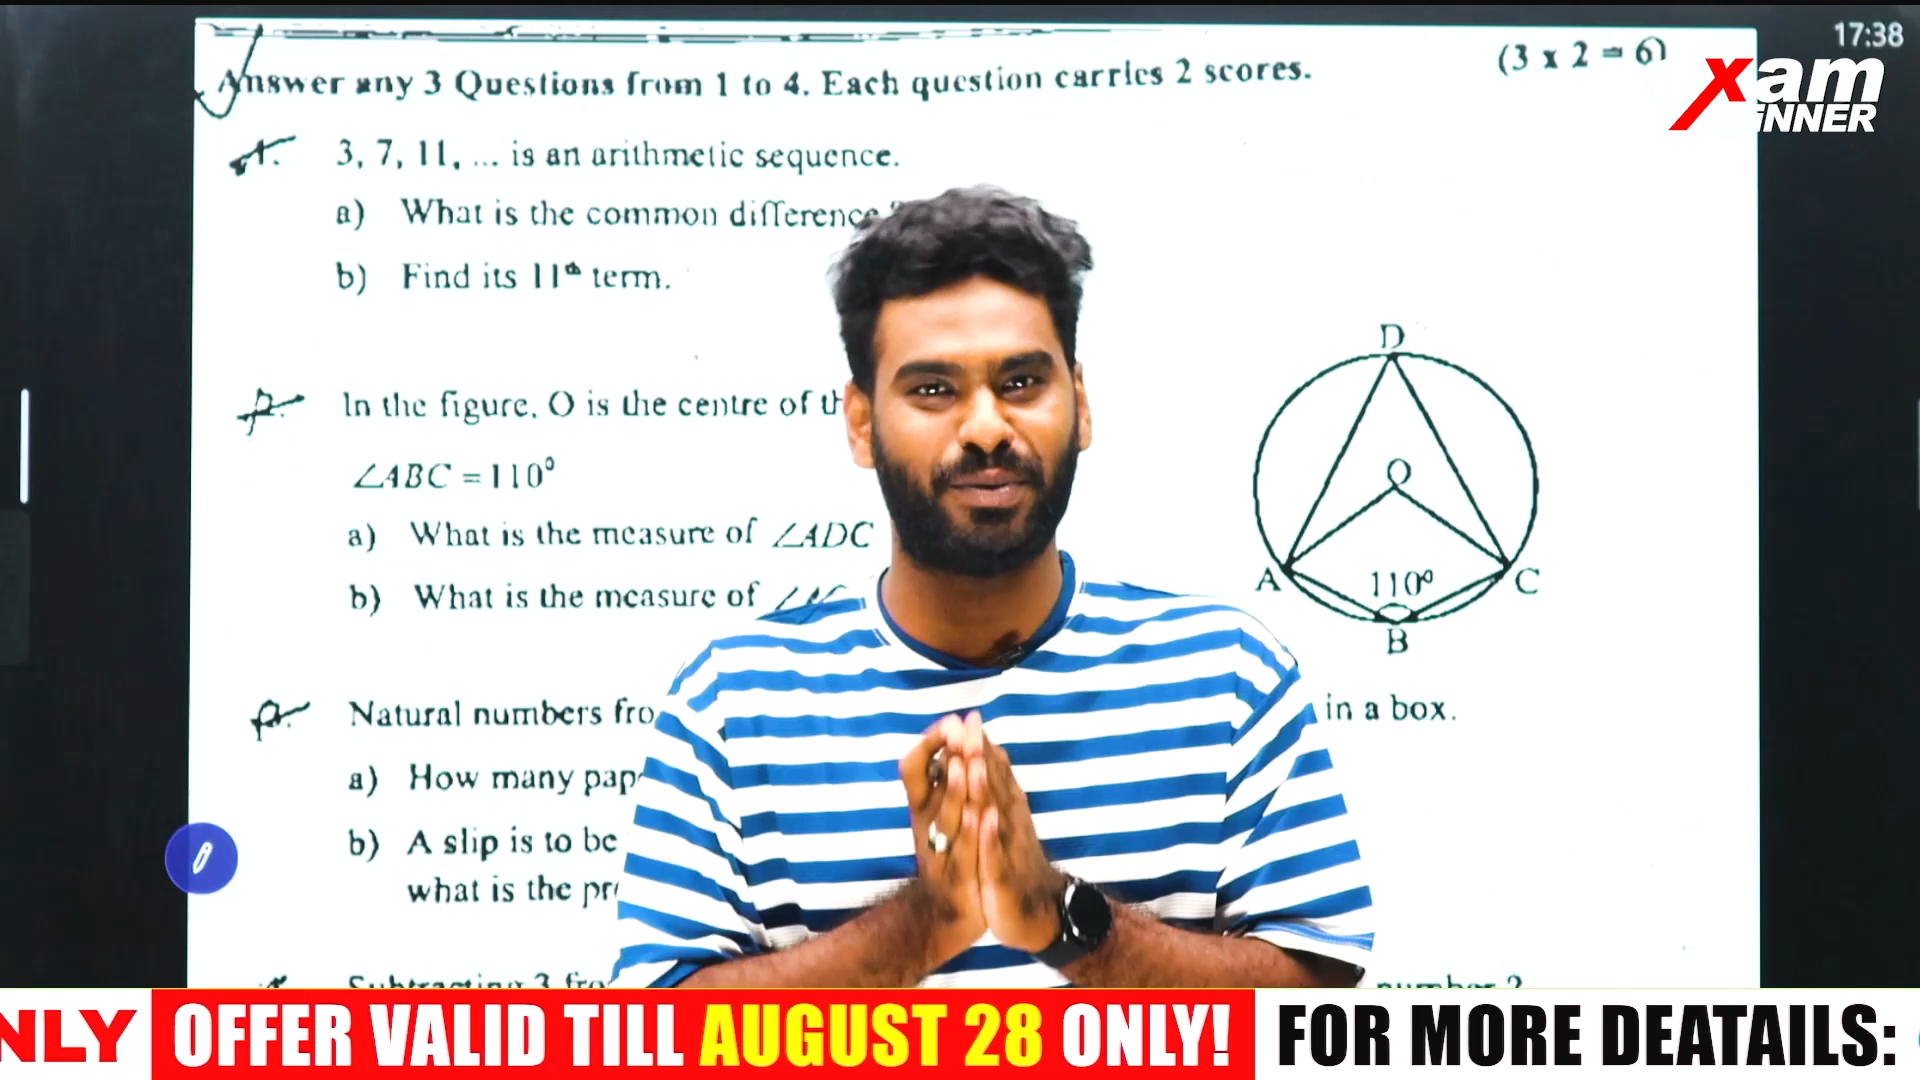 17:38
Answer any 3 Questions from 1 to 4. Each question carries 2 scores.
(3 x 2 = 6)
Xam
iNNER
1.
3, 7, 11, ... is an arithmetic sequence.
a) What is the common difference
b) Find its 11th term.
2.
In the figure, O is the centre of th
∠ABC = 110°
a) What is the measure of ∠ADC
b) What is the measure of
D
O
A
110°
C
B
Natural numbers fro
in a box.
a) How many pap
b) A slip is to be
what is the pr
Subtracting 3 fro
number ?
NLY
OFFER VALID TILL AUGUST 28 ONLY!
FOR MORE DEATAILS: